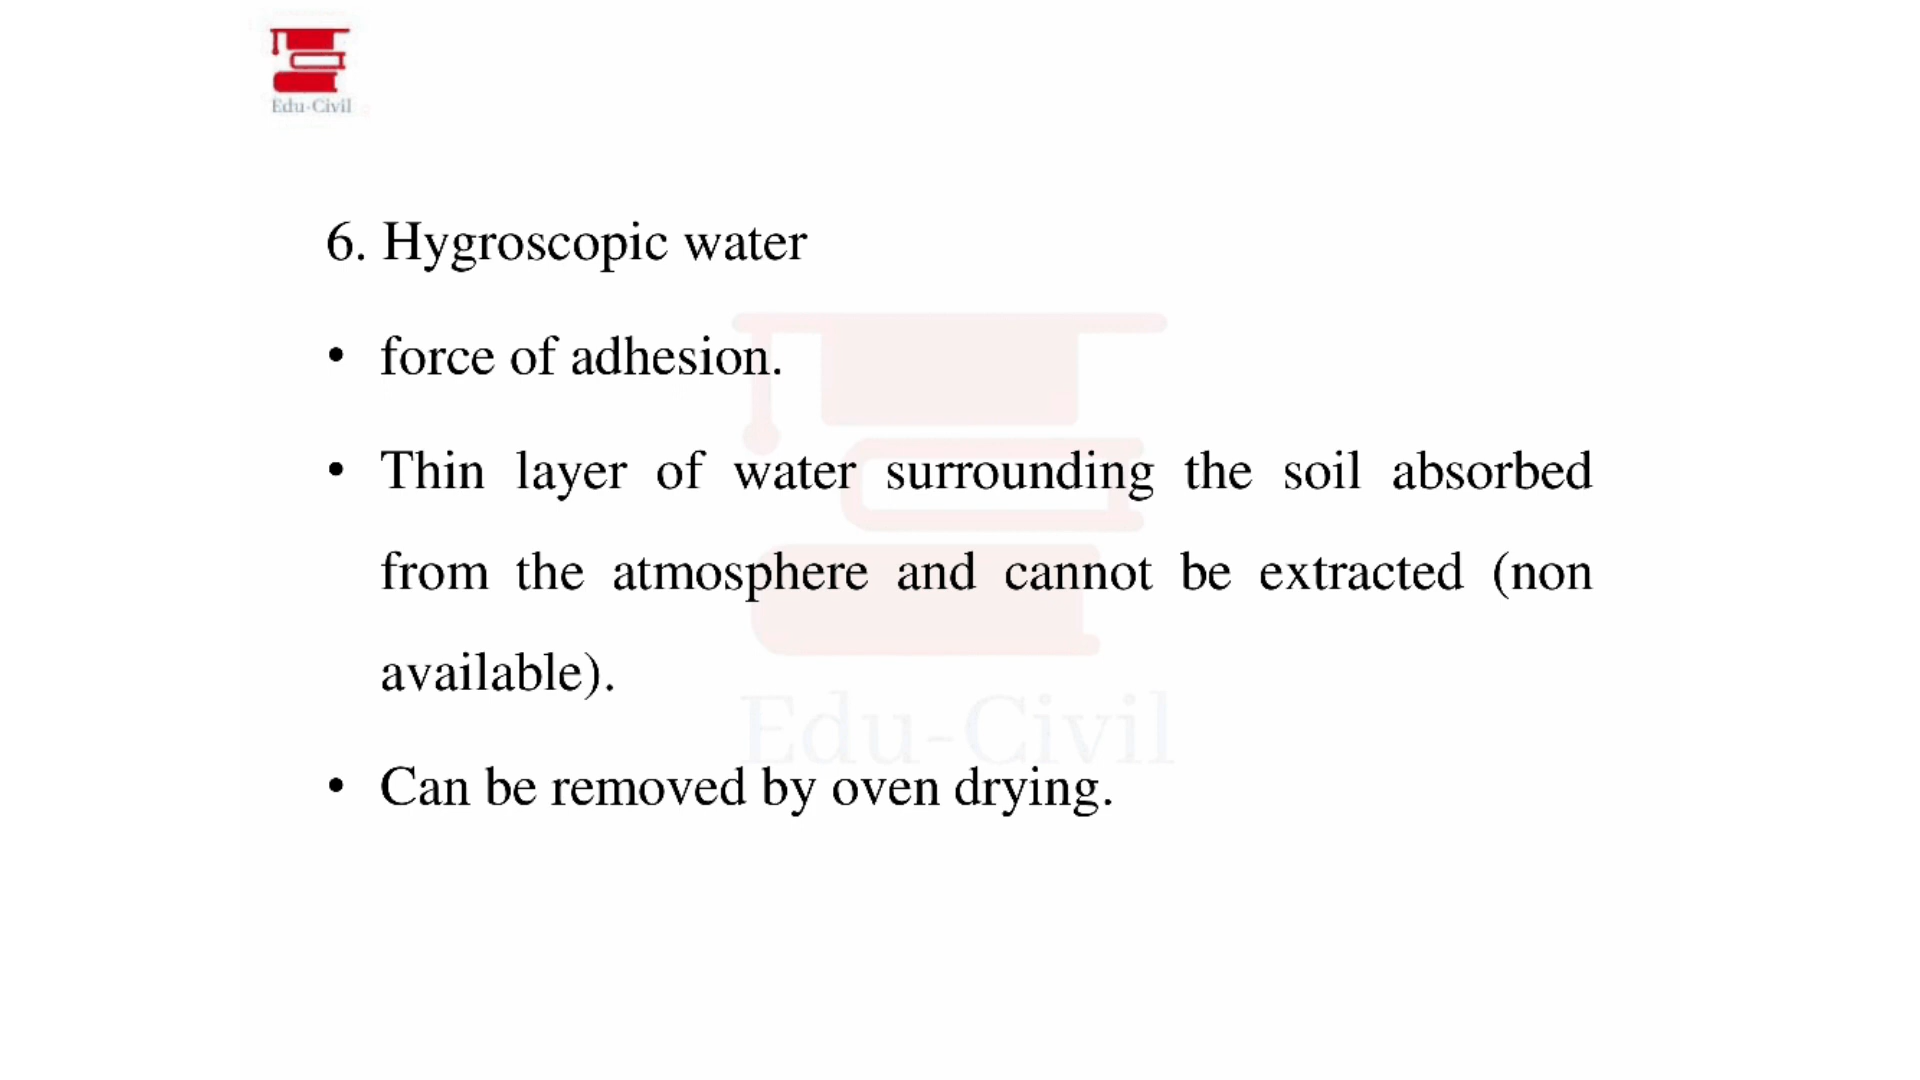 Edu-Civil
6. Hygroscopic water
• force of adhesion.
• Thin layer of water surrounding the soil absorbed
from the atmosphere and cannot be extracted (non
available).
Edu-Civil
• Can be removed by oven drying.